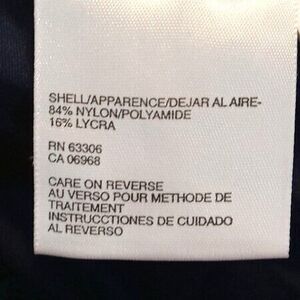 SHELL/APPARENCE/DEJAR AL AIRE-
84% NYLON/POLYAMIDE
16% LYCRA
RN 63306
CA 06968
CARE ON REVERSE
AU VERSO POUR METHODE DE
TRAITEMENT
INSTRUCCTIONES DE CUIDADO
AL REVERSO